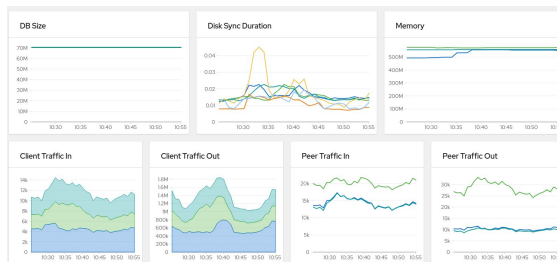 DB Size
70M
60M
50M
40M
30M
20M
10M
0
10:30 10:35 10:40 10:45 10:50 10:55
Disk Sync Duration
0.04
0.03
0.02
0.01
0
10:30 10:35 10:40 10:45 10:50 10:55
Memory
500M
400M
300M
200M
100M
0
10:30 10:35 10:40 10:45 10:50 10:55
Client Traffic In
14k
12k
10k
8k
6k
4k
2k
0
10:30 10:35 10:40 10:45 10:50 10:55
Client Traffic Out
1.8M
1.6M
1.4M
1.2M
1M
800k
600k
400k
200k
0
10:30 10:35 10:40 10:45 10:50 10:55
Peer Traffic In
20k
15k
10k
5k
0
10:30 10:35 10:40 10:45 10:50 10:55
Peer Traffic Out
30k
25k
20k
15k
10k
5k
0
10:30 10:35 10:40 10:45 10:50 10:55